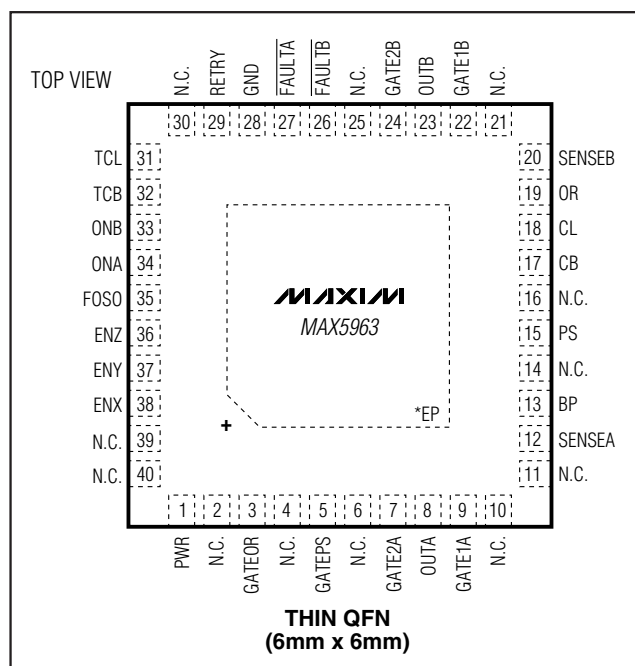 TOP VIEW
N.C. RETRY GND FAULTA FAULTB N.C. GATE2B OUTB GATE1B N.C.
30 29 28 27 26 25 24 23 22 21
TCL 31
TCB 32
ONB 33
ONA 34
FOSO 35
ENZ 36
ENY 37
ENX 38
N.C. 39
N.C. 40
MAXIM
MAX5963
*EP
+
20 SENSEB
19 OR
18 CL
17 CB
16 N.C.
15 PS
14 N.C.
13 BP
12 SENSEA
11 N.C.
1 2 3 4 5 6 7 8 9 10
PWR N.C. GATEOR N.C. GATEPS N.C. GATE2A OUTA GATE1A N.C.
THIN QFN
(6mm x 6mm)